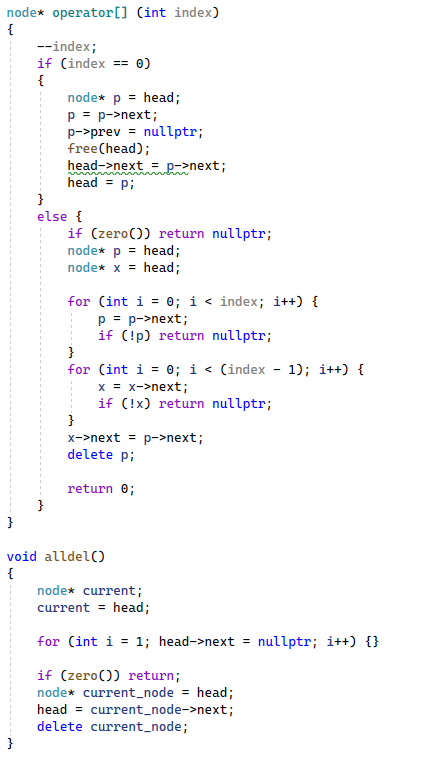 node* operator[] (int index)
{
    --index;
    if (index == 0)
    {
        node* p = head;
        p = p->next;
        p->prev = nullptr;
        free(head);
        head->next = p->next;
        head = p;
    }
    else {
        if (zero()) return nullptr;
        node* p = head;
        node* x = head;

        for (int i = 0; i < index; i++) {
            p = p->next;
            if (!p) return nullptr;
        }
        for (int i = 0; i < (index - 1); i++) {
            x = x->next;
            if (!x) return nullptr;
        }
        x->next = p->next;
        delete p;

        return 0;
    }
}

void alldel()
{
    node* current;
    current = head;

    for (int i = 1; head->next = nullptr; i++) {}

    if (zero()) return;
    node* current_node = head;
    head = current_node->next;
    delete current_node;
}